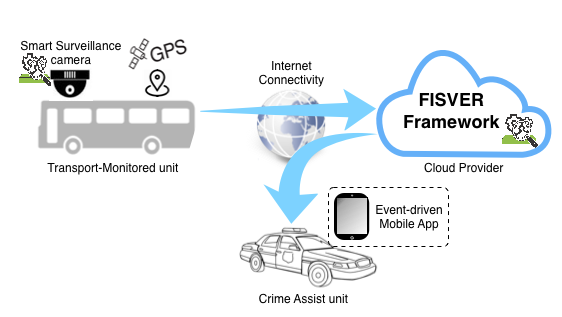 Smart Surveillance
camera
GPS
Internet
Connectivity
FISVER
Framework
Transport-Monitored unit
Cloud Provider
Event-driven
Mobile App
Crime Assist unit